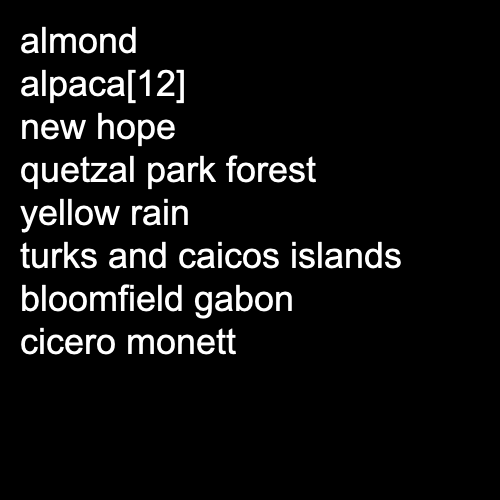 almond
alpaca[12]
new hope
quetzal park forest
yellow rain
turks and caicos islands
bloomfield gabon
cicero monett